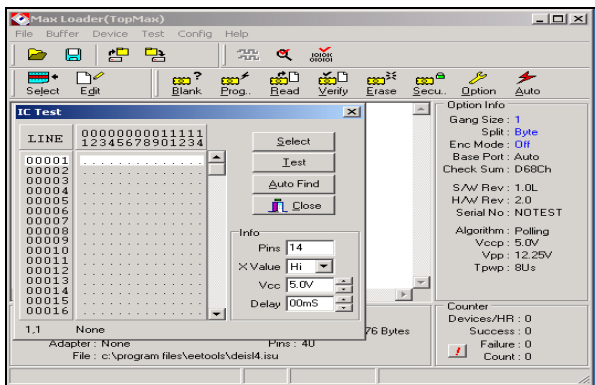 Max Loader(TopMax)
File Buffer Device Test Config Help
Select Edit Blank Prog.. Read Verify Erase Secu.. Option Auto
IC Test
LINE
00000000011111
12345678901234
00001
00002
00003
00004
00005
00006
00007
00008
00009
00010
00011
00012
00013
00014
00015
00016
Select
Test
Auto Find
Close
Info
Pins 14
X Value Hi
Vcc 5.0V
Delay 00mS
1,1 None
Option Info
Gang Size : 1
Split : Byte
Enc Mode : Off
Base Port : Auto
Check Sum : D68Ch
S/W Rev : 1.0L
H/W Rev : 2.0
Serial No : NOTEST
Algorithm : Polling
Vccp : 5.0V
Vpp : 12.25V
Tpwp : 8Us
76 Bytes
Adapter : None Pins : 40
File : c:\program files\eetools\deisl4.isu
Counter
Devices/HR : 0
Success : 0
Failure : 0
Count : 0